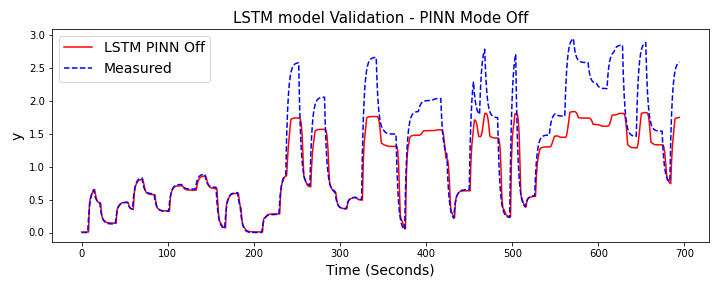 LSTM model Validation - PINN Mode Off
LSTM PINN Off
Measured
y
3.0
2.5
2.0
1.5
1.0
0.5
0.0
0 100 200 300 400 500 600 700
Time (Seconds)